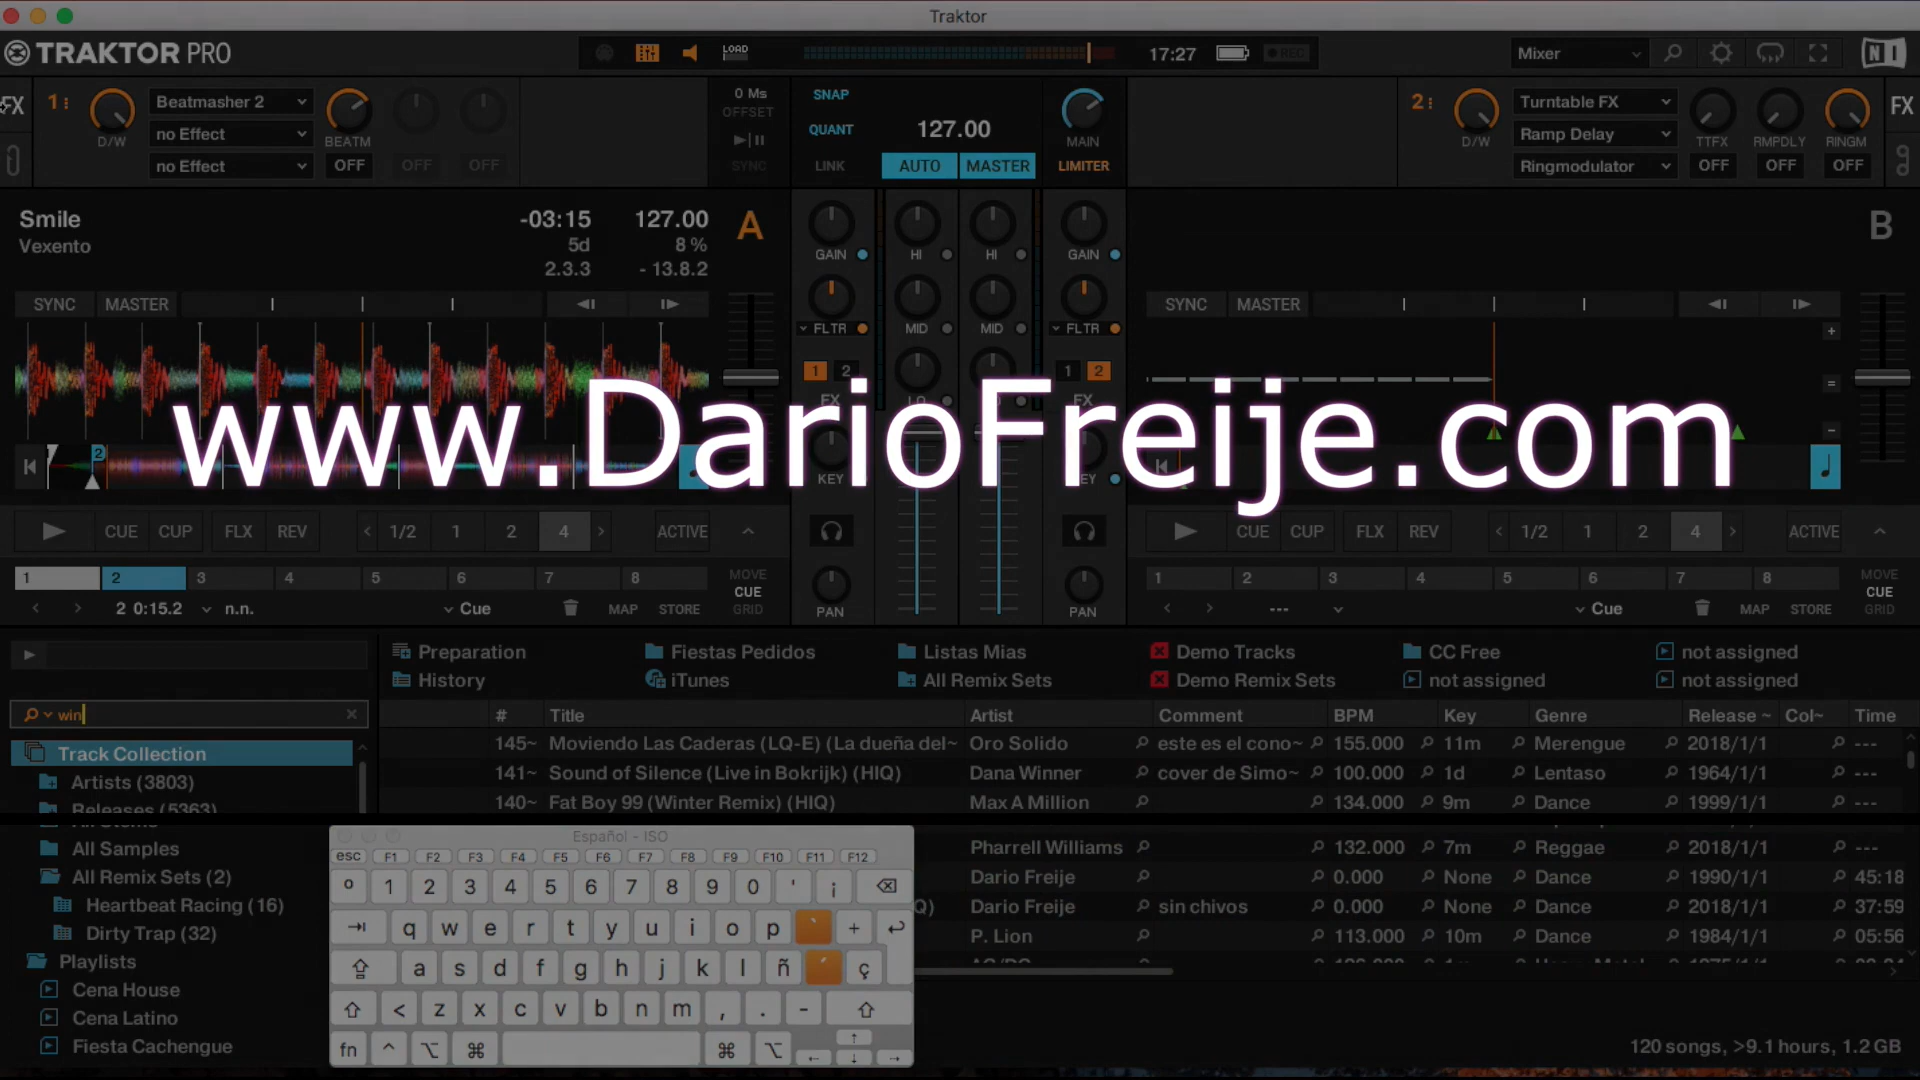 Traktor
TRAKTOR PRO
LOAD
17:27
REC
Mixer
FX
1
D/W
Beatmasher 2
no Effect
no Effect
BEATM
OFF
OFF
OFF
0 Ms
OFFSET
SYNC
SNAP
QUANT
LINK
127.00
AUTO
MASTER
MAIN
LIMITER
2
D/W
Turntable FX
Ramp Delay
Ringmodulator
TTFX
OFF
RMPDLY
OFF
RINGM
OFF
FX
Smile
Vexento
-03:15
5d
2.3.3
127.00
8 %
- 13.8.2
A
GAIN
HI
HI
GAIN
B
SYNC
MASTER
FLTR
MID
MID
FLTR
SYNC
MASTER
1 2
1 2
FX
FX
www.DarioFreije.com
2
KEY
CUE
CUP
FLX
REV
1/2
1
2
4
ACTIVE
CUE
CUP
FLX
REV
1/2
1
2
4
ACTIVE
1 2 3 4 5 6 7 8
MOVE
CUE
GRID
2 0:15.2
n.n.
Cue
MAP
STORE
PAN
PAN
1 2 3 4 5 6 7 8
MOVE
CUE
GRID
---
Cue
MAP
STORE
Preparation
Fiestas Pedidos
Listas Mias
Demo Tracks
CC Free
not assigned
History
iTunes
All Remix Sets
Demo Remix Sets
not assigned
not assigned
win
# Title Artist Comment BPM Key Genre Release ~ Col~ Time
Track Collection
Artists (3803)
Releases (5363)
145~ Moviendo Las Caderas (LQ-E) (La dueña del~ Oro Solido este es el cono~ 155.000 11m Merengue 2018/1/1 ---
141~ Sound of Silence (Live in Bokrijk) (HIQ) Dana Winner cover de Simo~ 100.000 1d Lentaso 1964/1/1 ---
140~ Fat Boy 99 (Winter Remix) (HIQ) Max A Million 134.000 9m Dance 1999/1/1 ---
All Samples
All Remix Sets (2)
Heartbeat Racing (16)
Dirty Trap (32)
Playlists
Cena House
Cena Latino
Fiesta Cachengue
Pharrell Williams 132.000 7m Reggae 2018/1/1 ---
Dario Freije 0.000 None Dance 1990/1/1 45:18
Dario Freije sin chivos 0.000 None Dance 2018/1/1 37:59
P. Lion 113.000 10m Dance 1984/1/1 05:56
Español - ISO
esc F1 F2 F3 F4 F5 F6 F7 F8 F9 F10 F11 F12
º 1 2 3 4 5 6 7 8 9 0 ' ¡
q w e r t y u i o p ` +
a s d f g h j k l ñ ´ ç
< z x c v b n m , . -
fn ^ ⌥ ⌘ ⌘ ⌥
120 songs, >9.1 hours, 1.2 GB